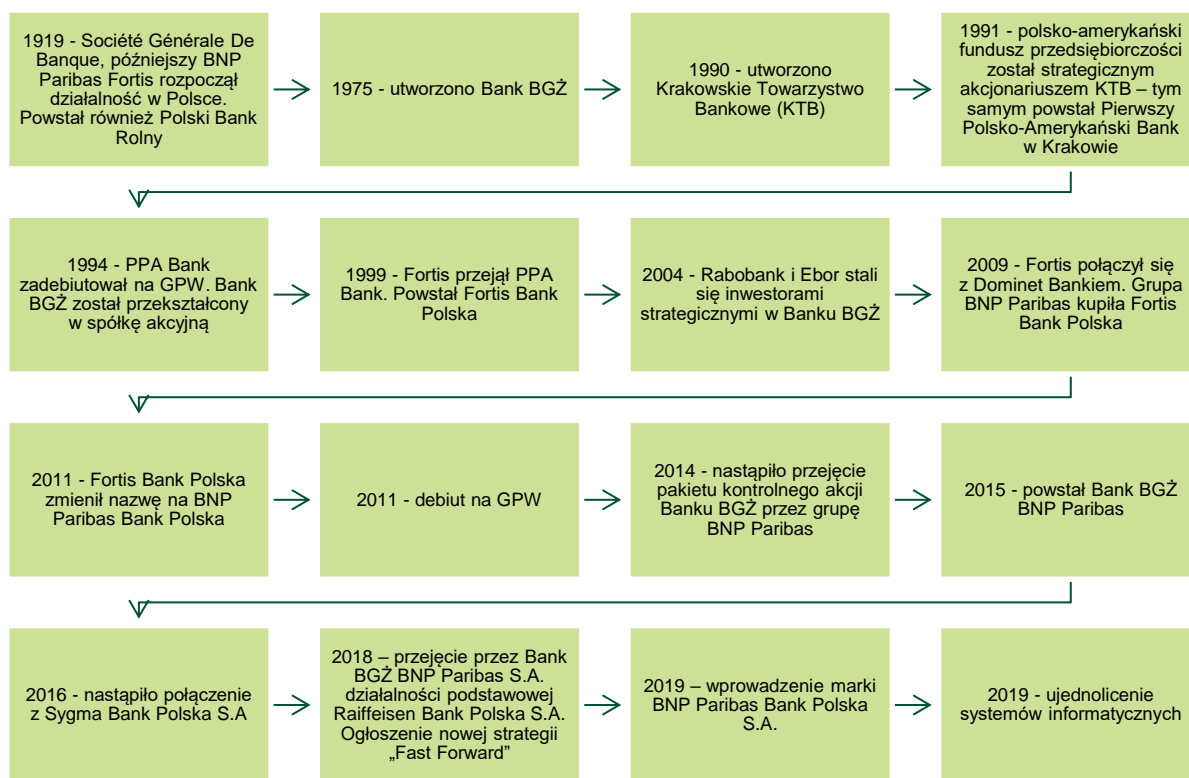 1919 - Société Générale De
Banque, późniejszy BNP
Paribas Fortis rozpoczął
działalność w Polsce.
Powstał również Polski Bank
Rolny
1975 - utworzono Bank BGŻ
1990 - utworzono
Krakowskie Towarzystwo
Bankowe (KTB)
1991 - polsko-amerykański
fundusz przedsiębiorczości
został strategicznym
akcjonariuszem KTB – tym
samym powstał Pierwszy
Polsko-Amerykański Bank
w Krakowie
1994 - PPA Bank
zadebiutował na GPW. Bank
BGŻ został przekształcony
w spółkę akcyjną
1999 - Fortis przejął PPA
Bank. Powstał Fortis Bank
Polska
2004 - Rabobank i Ebor stali
się inwestorami
strategicznymi w Banku BGŻ
2009 - Fortis połączył się
z Dominet Bankiem. Grupa
BNP Paribas kupiła Fortis
Bank Polska
2011 - Fortis Bank Polska
zmienił nazwę na BNP
Paribas Bank Polska
2011 - debiut na GPW
2014 - nastąpiło przejęcie
pakietu kontrolnego akcji
Banku BGŻ przez grupę
BNP Paribas
2015 - powstał Bank BGŻ
BNP Paribas
2016 - nastąpiło połączenie
z Sygma Bank Polska S.A
2018 – przejęcie przez Bank
BGŻ BNP Paribas S.A.
działalności podstawowej
Raiffeisen Bank Polska S.A.
Ogłoszenie nowej strategii
„Fast Forward”
2019 – wprowadzenie marki
BNP Paribas Bank Polska
S.A.
2019 - ujednolicenie
systemów informatycznych